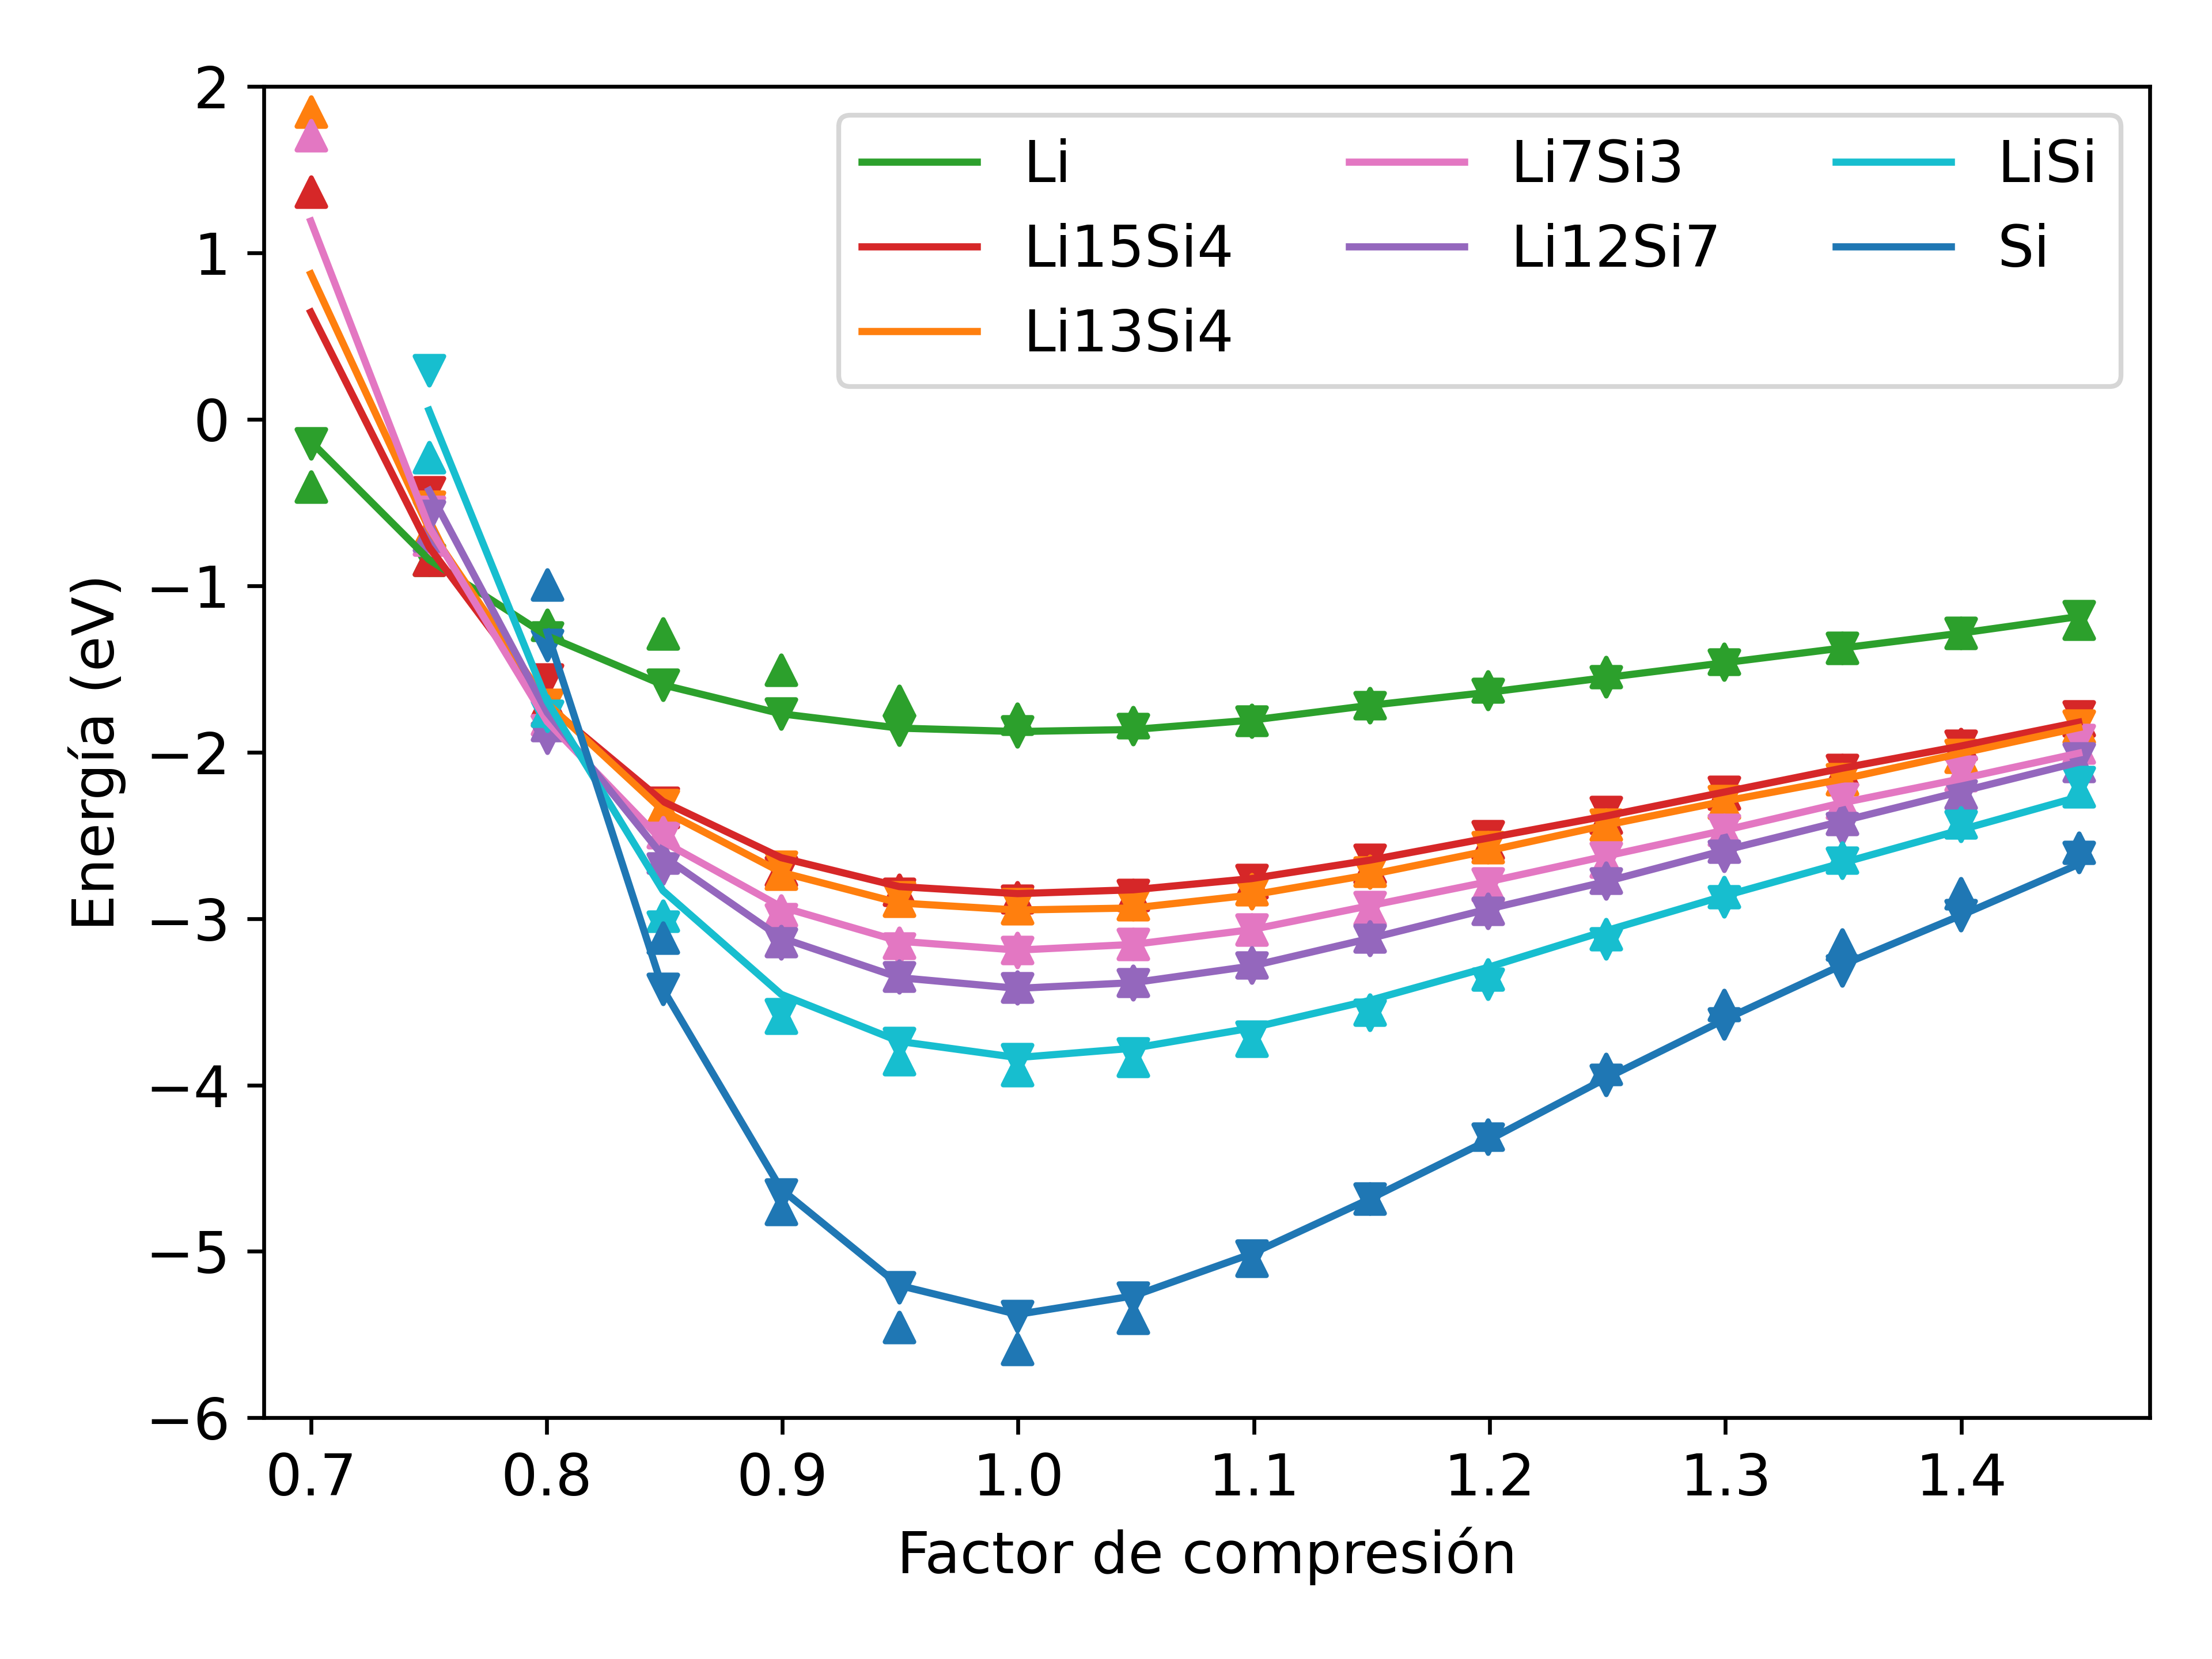 2
1
0
−1
−2
−3
−4
−5
−6
Energía (eV)
Li
Li15Si4
Li13Si4
Li7Si3
Li12Si7
LiSi
Si
0.7 0.8 0.9 1.0 1.1 1.2 1.3 1.4
Factor de compresión